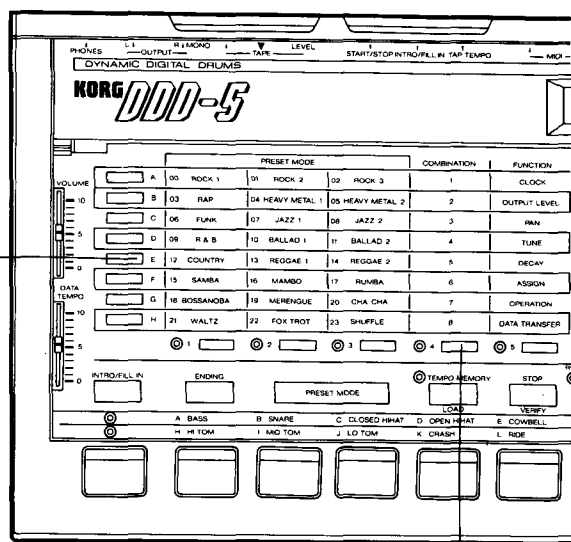 PHONES L R/MONO LEVEL
OUTPUT TAPE START/STOP INTRO/FILL IN TAP TEMPO MIDI
DYNAMIC DIGITAL DRUMS
KORG DDD-5
PRESET MODE COMBINATION FUNCTION
VOLUME
10
5
0
DATA
TEMPO
10
5
0
A 00 ROCK 1 01 ROCK 2 02 ROCK 3 1 CLOCK
B 03 RAP 04 HEAVY METAL 1 05 HEAVY METAL 2 2 OUTPUT LEVEL
C 06 FUNK 07 JAZZ 1 08 JAZZ 2 3 PAN
D 09 R & B 10 BALLAD 1 11 BALLAD 2 4 TUNE
E 12 COUNTRY 13 REGGAE 1 14 REGGAE 2 5 DECAY
F 15 SAMBA 16 MAMBO 17 RUMBA 6 ASSIGN
G 18 BOSSANOBA 19 MERENGUE 20 CHA CHA 7 OPERATION
H 21 WALTZ 22 FOX TROT 23 SHUFFLE 8 DATA TRANSFER
1 2 3 4 5
INTRO/FILL IN ENDING PRESET MODE TEMPO MEMORY STOP
LOAD VERIFY
A BASS B SNARE C CLOSED HIHAT D OPEN HIHAT E COWBELL
H HI TOM I MID TOM J LO TOM K CRASH L RIDE